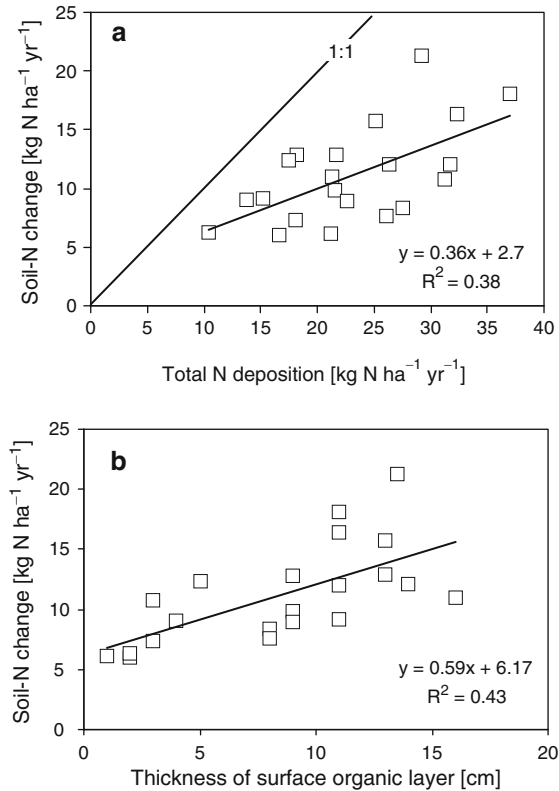 a
1:1
25
20
15
10
5
0
Soil-N change [kg N ha⁻¹ yr⁻¹]
y = 0.36x + 2.7
R² = 0.38
0 5 10 15 20 25 30 35 40
Total N deposition [kg N ha⁻¹ yr⁻¹]
b
25
20
15
10
5
0
Soil-N change [kg N ha⁻¹ yr⁻¹]
y = 0.59x + 6.17
R² = 0.43
0 5 10 15 20
Thickness of surface organic layer [cm]